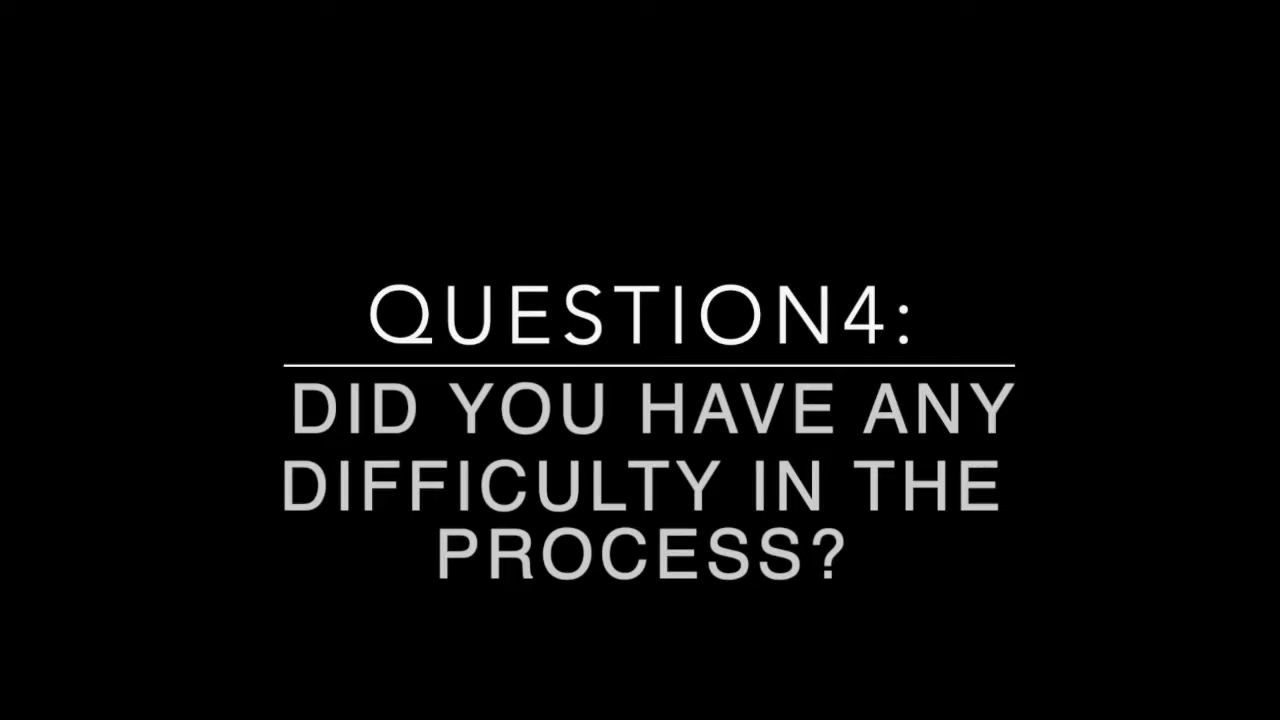 QUESTION4:
DID YOU HAVE ANY
DIFFICULTY IN THE
PROCESS?